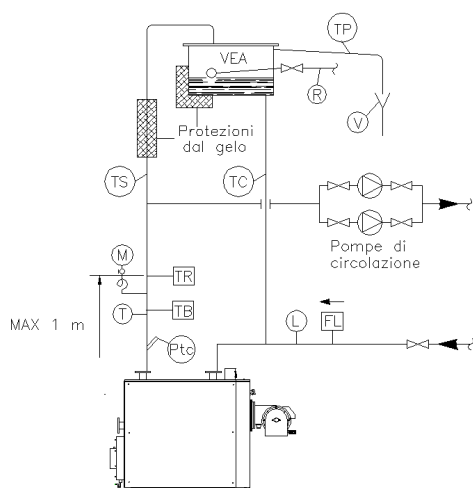 TP
VEA
R
V
Protezioni
dal gelo
TS
TC
Pompe di
circolazione
M
TR
MAX 1 m
T
TB
L
FL
Ptc